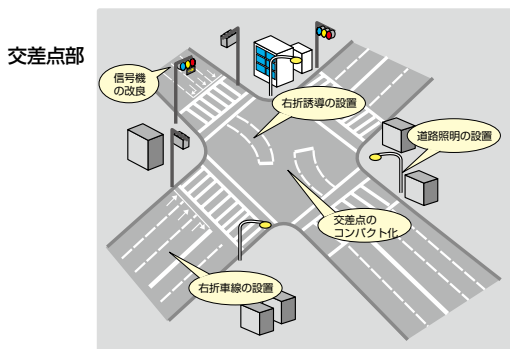 交差点部
信号機
の改良
右折誘導の設置
道路照明の設置
交差点の
コンパクト化
右折車線の設置